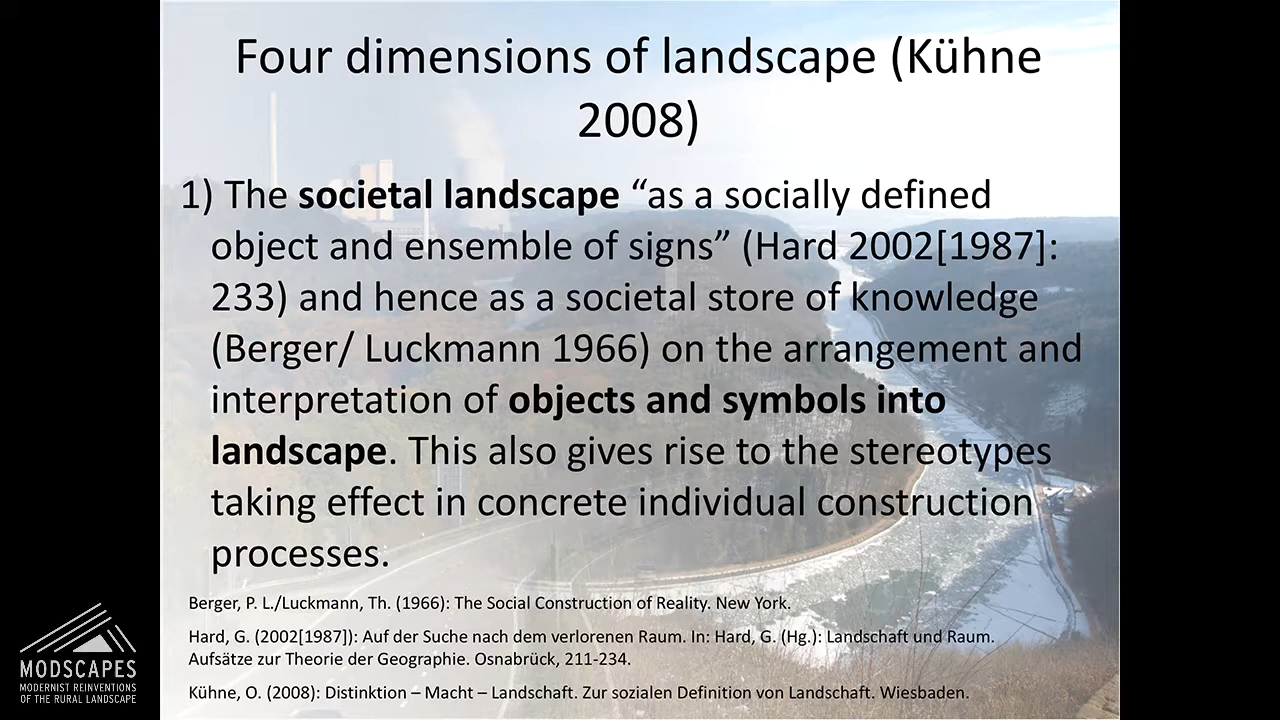 Four dimensions of landscape (Kühne
2008)
1) The societal landscape “as a socially defined
object and ensemble of signs” (Hard 2002[1987]:
233) and hence as a societal store of knowledge
(Berger/ Luckmann 1966) on the arrangement and
interpretation of objects and symbols into
landscape. This also gives rise to the stereotypes
taking effect in concrete individual construction
processes.
Berger, P. L./Luckmann, Th. (1966): The Social Construction of Reality. New York.
Hard, G. (2002[1987]): Auf der Suche nach dem verlorenen Raum. In: Hard, G. (Hg.): Landschaft und Raum.
Aufsätze zur Theorie der Geographie. Osnabrück, 211-234.
Kühne, O. (2008): Distinktion – Macht – Landschaft. Zur sozialen Definition von Landschaft. Wiesbaden.
MODSCAPES
MODERNIST REINVENTIONS
OF THE RURAL LANDSCAPE